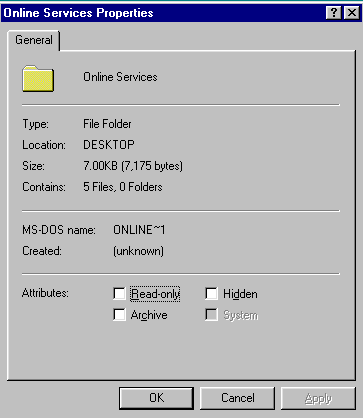 Online Services Properties
General
Online Services
Type: File Folder
Location: DESKTOP
Size: 7.00KB (7,175 bytes)
Contains: 5 Files, 0 Folders
MS-DOS name: ONLINE~1
Created: (unknown)
Attributes: Read-only Hidden
Archive System
OK Cancel Apply